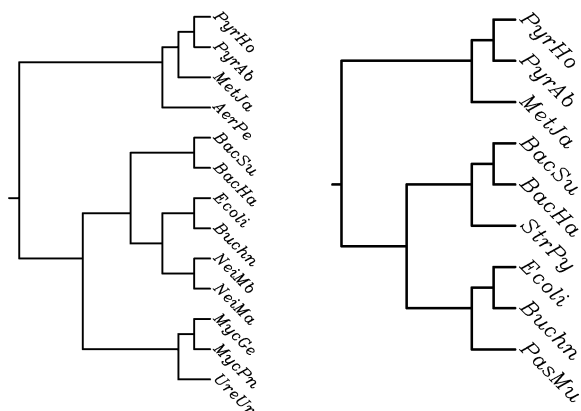 PyrHo
PyrAb
MetJa
AerPe
BacSu
BacHa
Ecoli
Buchn
NeiMb
NeiMa
MycGe
MycPn
UreUr
PyrHo
PyrAb
MetJa
BacSu
BacHa
StrPy
Ecoli
Buchn
PasMu